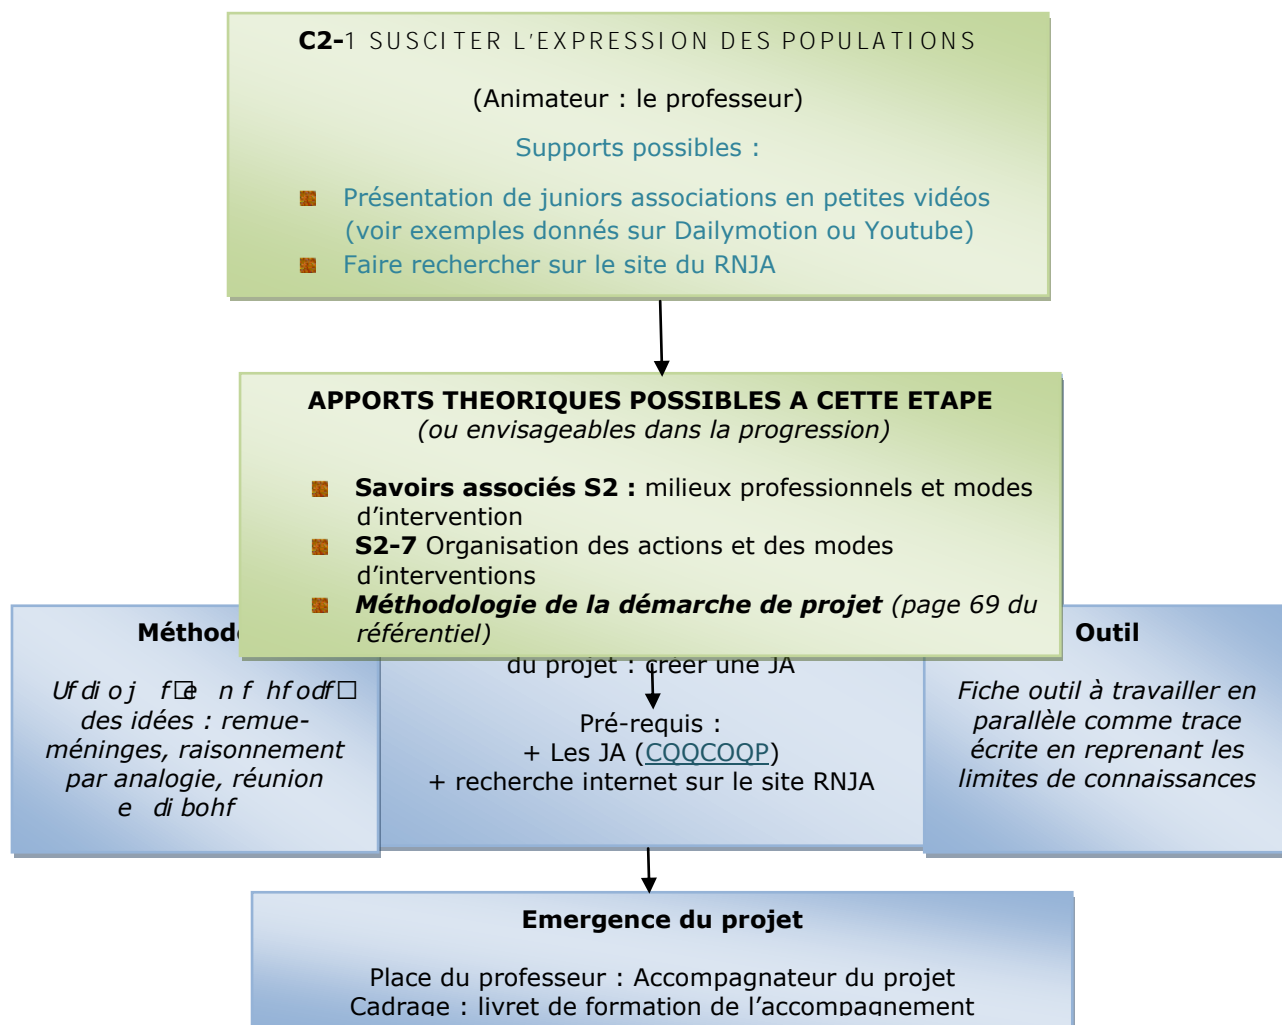 C2-1 SUSCITER L'EXPRESSION DES POPULATIONS
(Animateur : le professeur)
Supports possibles :
Présentation de juniors associations en petites vidéos
(voir exemples donnés sur Dailymotion ou Youtube)
Faire rechercher sur le site du RNJA
APPORTS THEORIQUES POSSIBLES A CETTE ETAPE
(ou envisageables dans la progression)
Savoirs associés S2 : milieux professionnels et modes
d’intervention
S2-7 Organisation des actions et des modes
d’interventions
Méthodologie de la démarche de projet (page 69 du
référentiel)
des idées : remue-
méninges, raisonnement
par analogie, réunion
du projet : créer une JA
Pré-requis :
+ Les JA (CQQCOQP)
+ recherche internet sur le site RNJA
Outil
Fiche outil à travailler en
parallèle comme trace
écrite en reprenant les
limites de connaissances
Emergence du projet
Place du professeur : Accompagnateur du projet
Cadrage : livret de formation de l’accompagnement